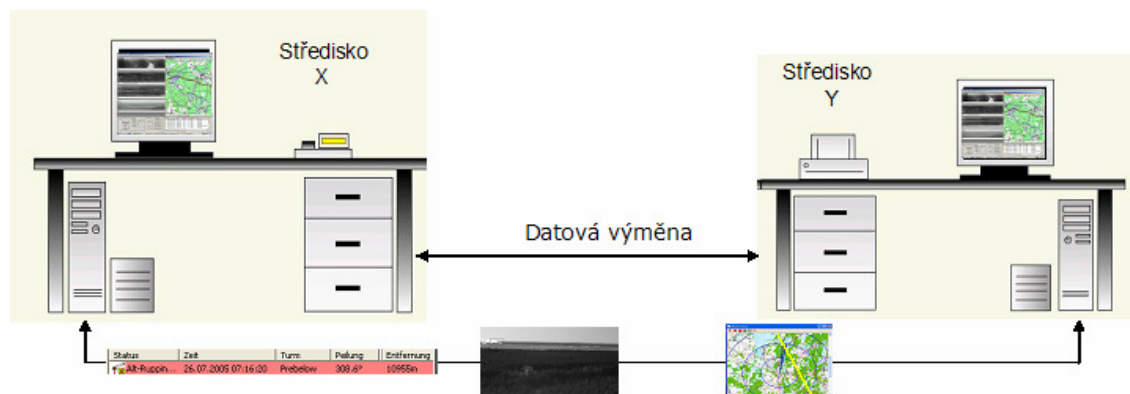 Středisko
X
Středisko
Y
Datová výměna
Status Zeit Turm Peilung Entfernung
Alt-Ruppin... 26.07.2005 07:16:20 Prebelow 308.6° 10955m